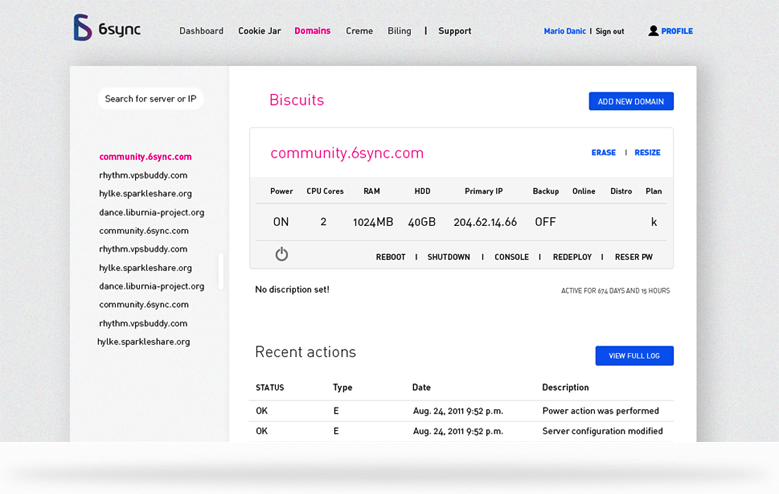 6sync
Dashboard Cookie Jar Domains Creme Biling | Support
Mario Danic | Sign out
PROFILE
Search for server or IP
community.6sync.com
rhythm.vpsbuddy.com
hylke.sparkleshare.org
dance.liburnia-project.org
community.6sync.com
rhythm.vpsbuddy.com
hylke.sparkleshare.org
dance.liburnia-project.org
community.6sync.com
rhythm.vpsbuddy.com
hylke.sparkleshare.org
Biscuits
ADD NEW DOMAIN
community.6sync.com
ERASE | RESIZE
Power CPU Cores RAM HDD Primary IP Backup Online Distro Plan
ON 2 1024MB 40GB 204.62.14.66 OFF k
REBOOT | SHUTDOWN | CONSOLE | REDEPLOY | RESER PW
No discription set!
ACTIVE FOR 674 DAYS AND 15 HOURS
Recent actions
VIEW FULL LOG
STATUS Type Date Description
OK E Aug. 24, 2011 9:52 p.m. Power action was performed
OK E Aug. 24, 2011 9:52 p.m. Server configuration modified